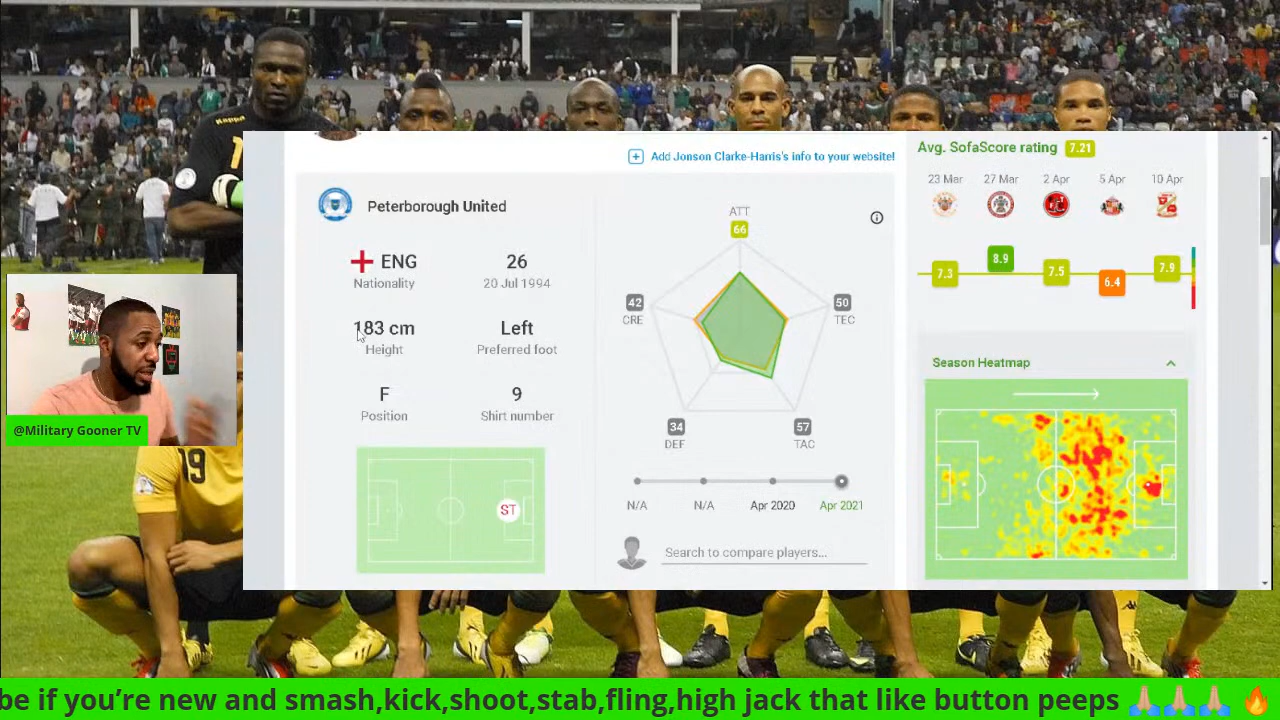 Kappa
1
Add Jonson Clarke-Harris's info to your website!
Avg. SofaScore rating 7.21
23 Mar 27 Mar 2 Apr 5 Apr 10 Apr
7.3 8.9 7.5 6.4 7.9
Peterborough United
ENG 26
Nationality 20 Jul 1994
183 cm Left
Height Preferred foot
F 9
Position Shirt number
ST
ATT
66
42 50
CRE TEC
34 57
DEF TAC
N/A N/A Apr 2020 Apr 2021
Search to compare players...
Season Heatmap
@Military Gooner TV
19
be if you’re new and smash,kick,shoot,stab,fling,high jack that like button peeps 🙏🏼🙏🏼🙏🏼 🔥